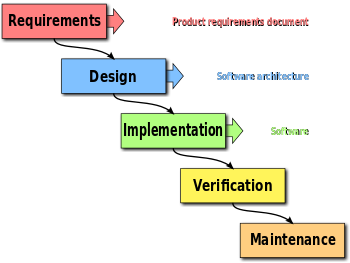 Requirements
Product requirements document
Design
Software architecture
Implementation
Software
Verification
Maintenance